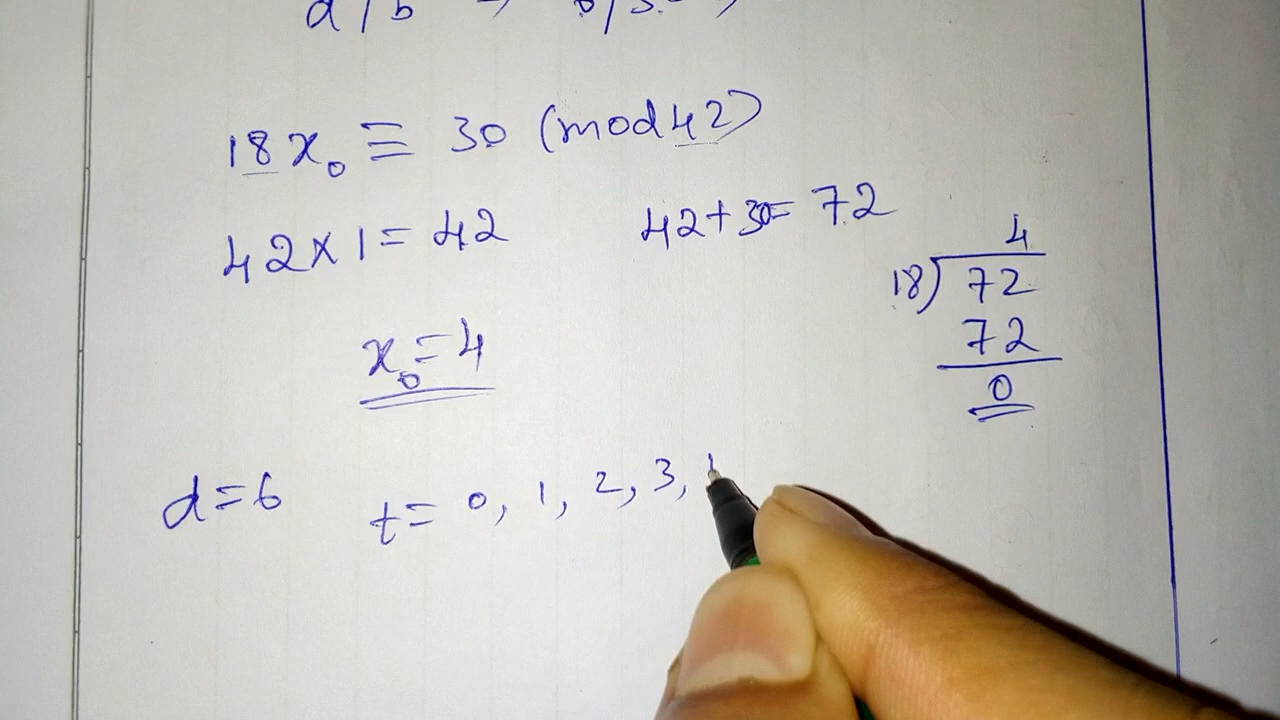 18x₀ ≡ 30 (mod 42)
42 × 1 = 42
42 + 30 = 72
4
18) 72
72
0
x₀ = 4
d = 6
t = 0, 1, 2, 3,